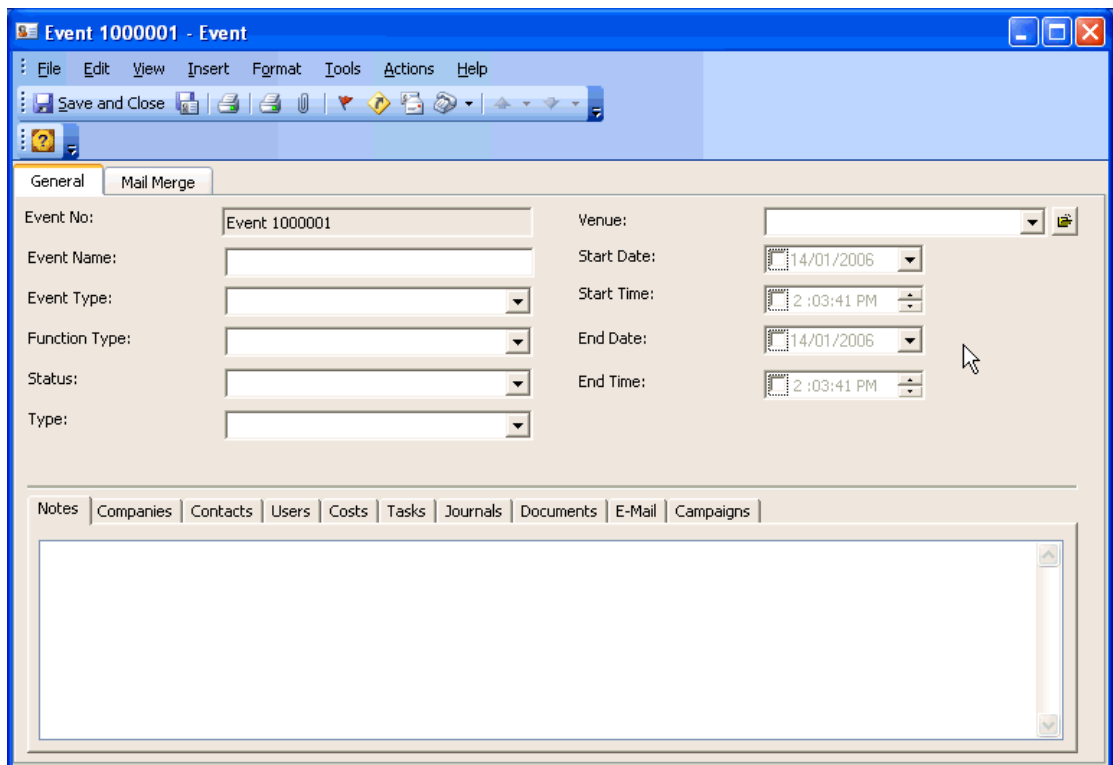 Event 1000001 - Event
File Edit View Insert Format Tools Actions Help
Save and Close
General Mail Merge
Event No: Event 1000001 Venue:
Event Name: Start Date: 14/01/2006
Event Type: Start Time: 2 :03:41 PM
Function Type: End Date: 14/01/2006
Status: End Time: 2 :03:41 PM
Type:
Notes Companies Contacts Users Costs Tasks Journals Documents E-Mail Campaigns